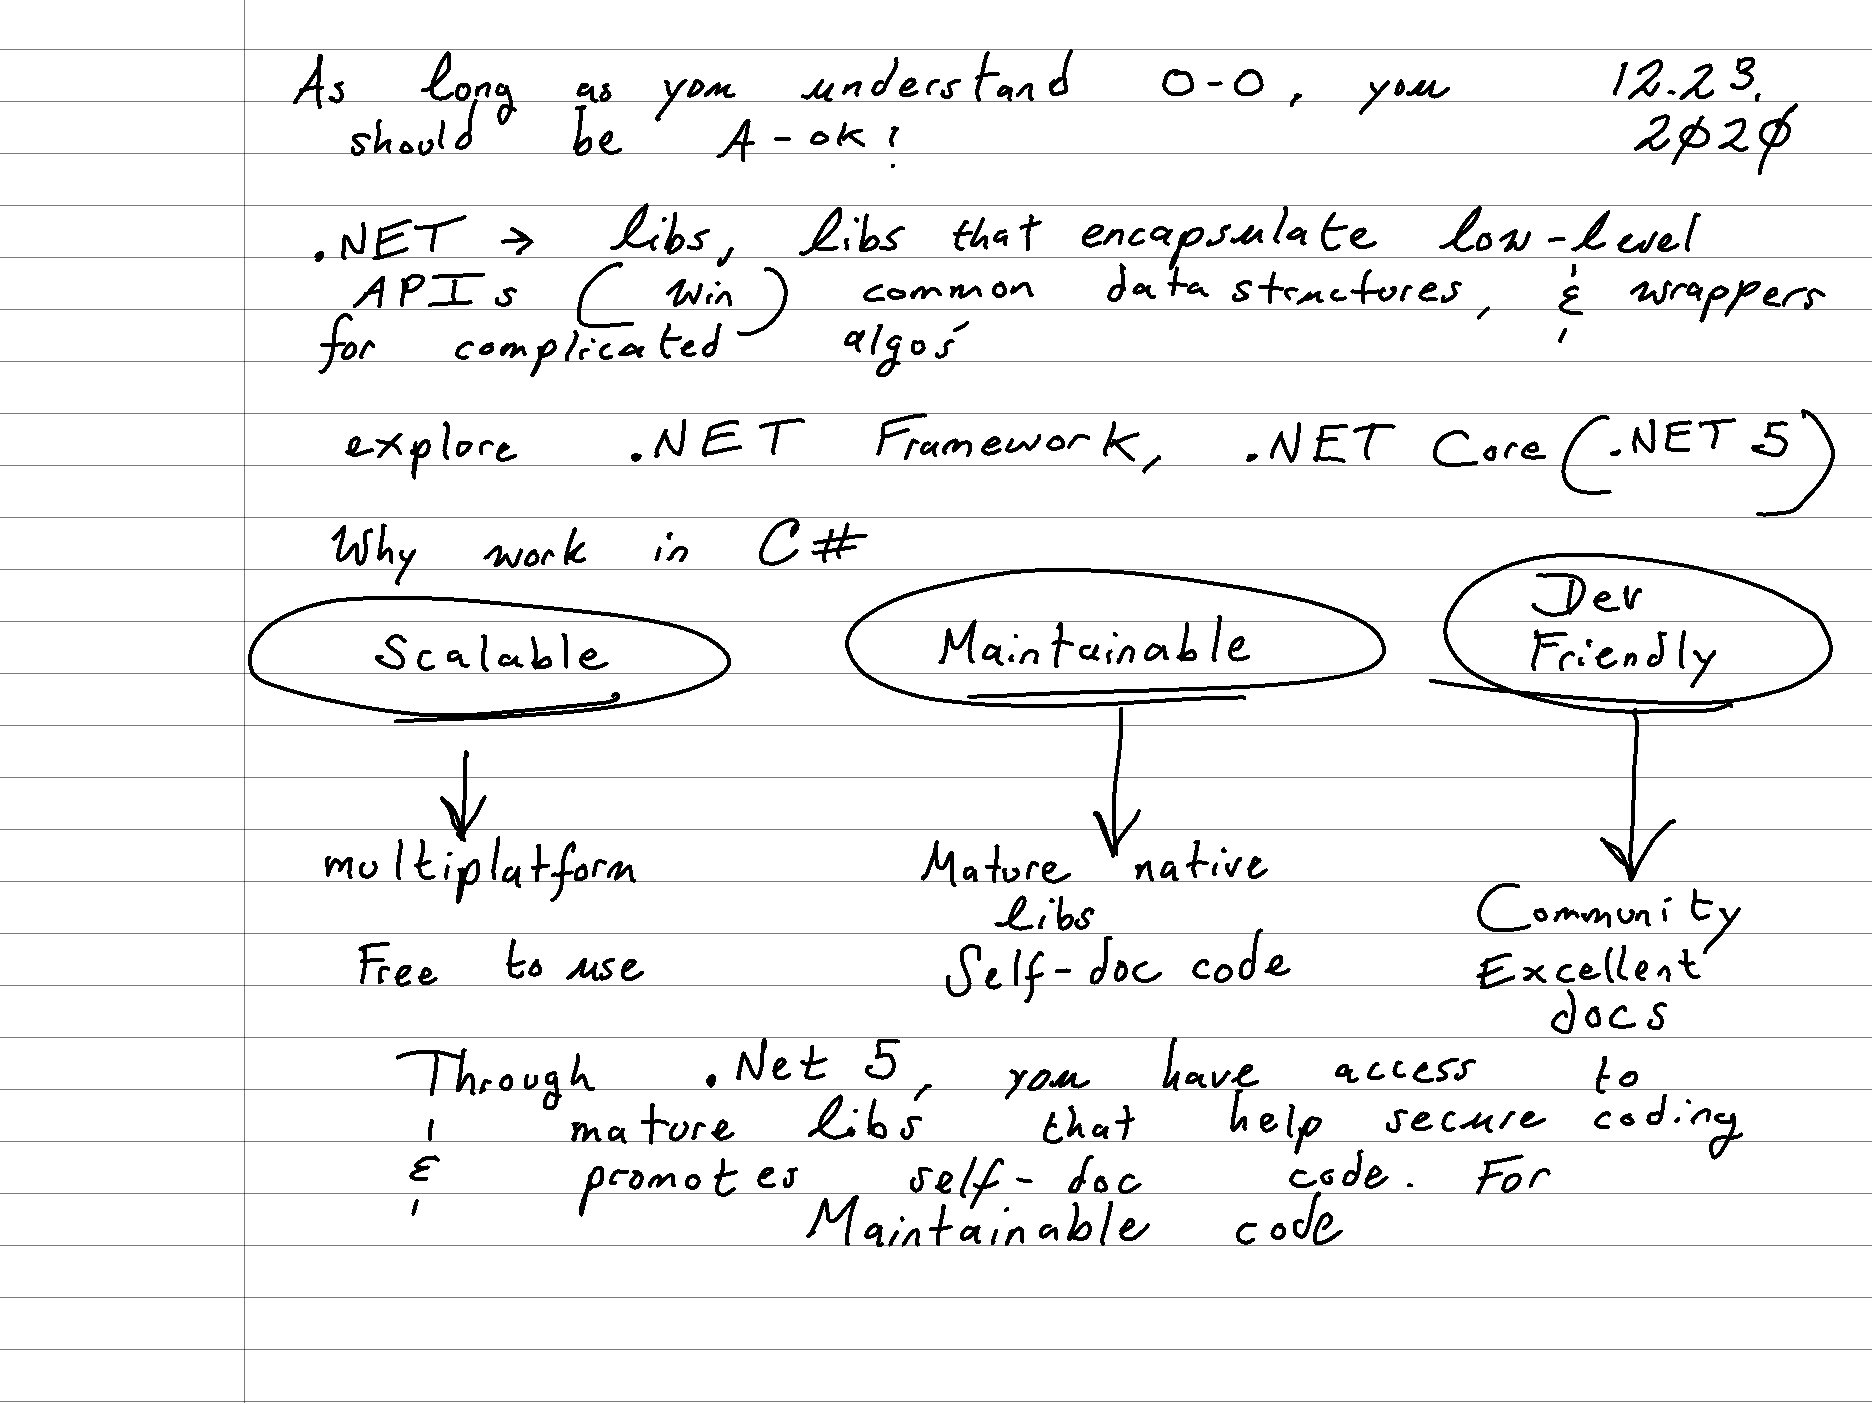 As long as you understand O-O, you 12.23.
should be A-ok! 2020
.NET → libs, libs that encapsulate low-level
APIs (Win) common data structures, & wrappers
for complicated algos
explore .NET Framework, .NET Core (.NET 5)
Why work in C#
Scalable Maintainable Dev
Friendly
multiplatform Mature native
libs Community
Free to use Self-doc code Excellent
docs
Through .Net 5, you have access to
mature libs that help secure coding
& promotes self-doc code. For
Maintainable code